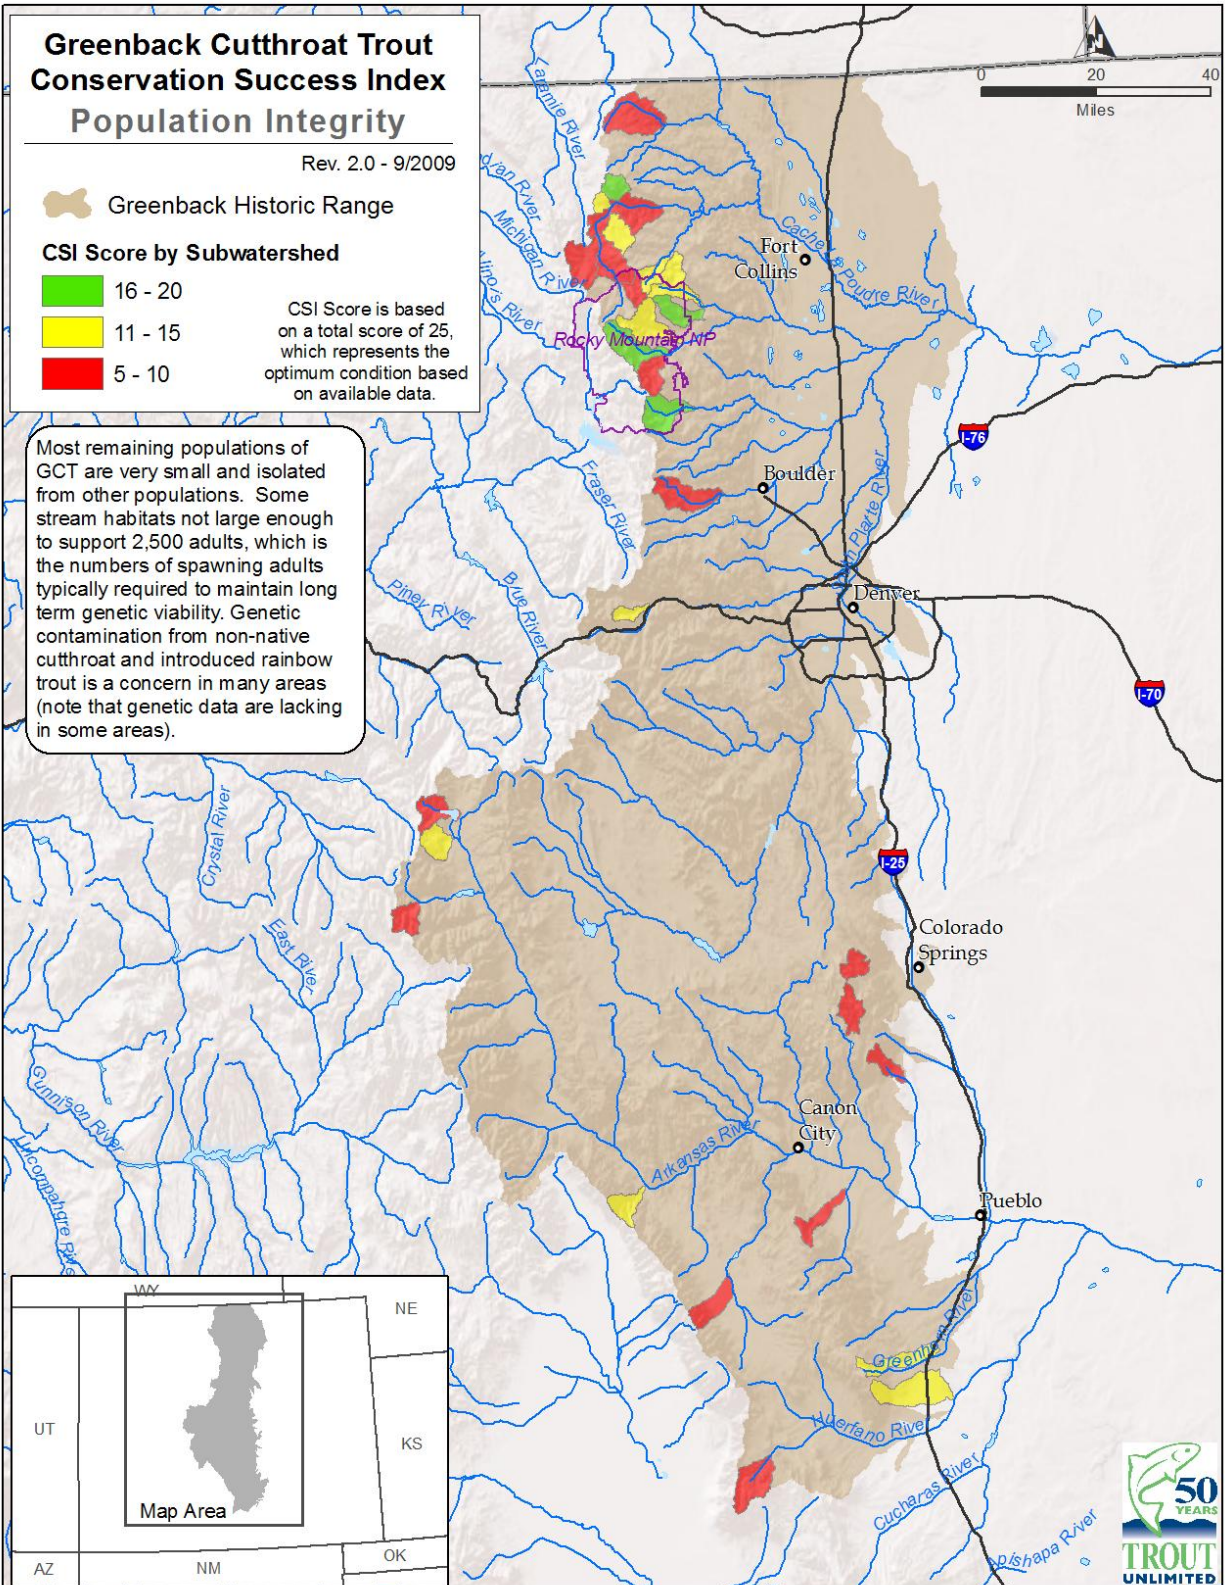 Greenback Cutthroat Trout
Conservation Success Index
Population Integrity
Rev. 2.0 - 9/2009
Greenback Historic Range
CSI Score by Subwatershed
16 - 20
11 - 15
5 - 10
CSI Score is based
on a total score of 25,
which represents the
optimum condition based
on available data.
Most remaining populations of
GCT are very small and isolated
from other populations. Some
stream habitats not large enough
to support 2,500 adults, which is
the numbers of spawning adults
typically required to maintain long
term genetic viability. Genetic
contamination from non-native
cutthroat and introduced rainbow
trout is a concern in many areas
(note that genetic data are lacking
in some areas).
N
0 20 40
Miles
Laramie River
River
Michigan River
River
Fort
Collins
Cache La Poudre River
Rocky Mountain NP
I-76
Fraser River
Boulder
Platte River
Piney River
Blue River
Denver
I-70
Crystal River
I-25
East River
Colorado
Springs
Gunnison River
Canon
City
Arkansas River
Pueblo
Greenhorn River
Huerfano River
Cucharas River
Apishapa River
WY
NE
UT
KS
Map Area
AZ
NM
OK
50
YEARS
TROUT
UNLIMITED